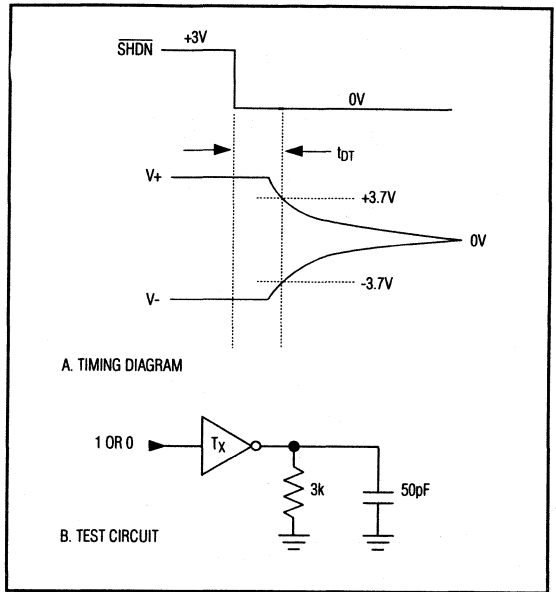 SHDN
+3V
0V
tDT
V+
+3.7V
0V
-3.7V
V-
A. TIMING DIAGRAM
1 OR 0
TX
3k
50pF
B. TEST CIRCUIT